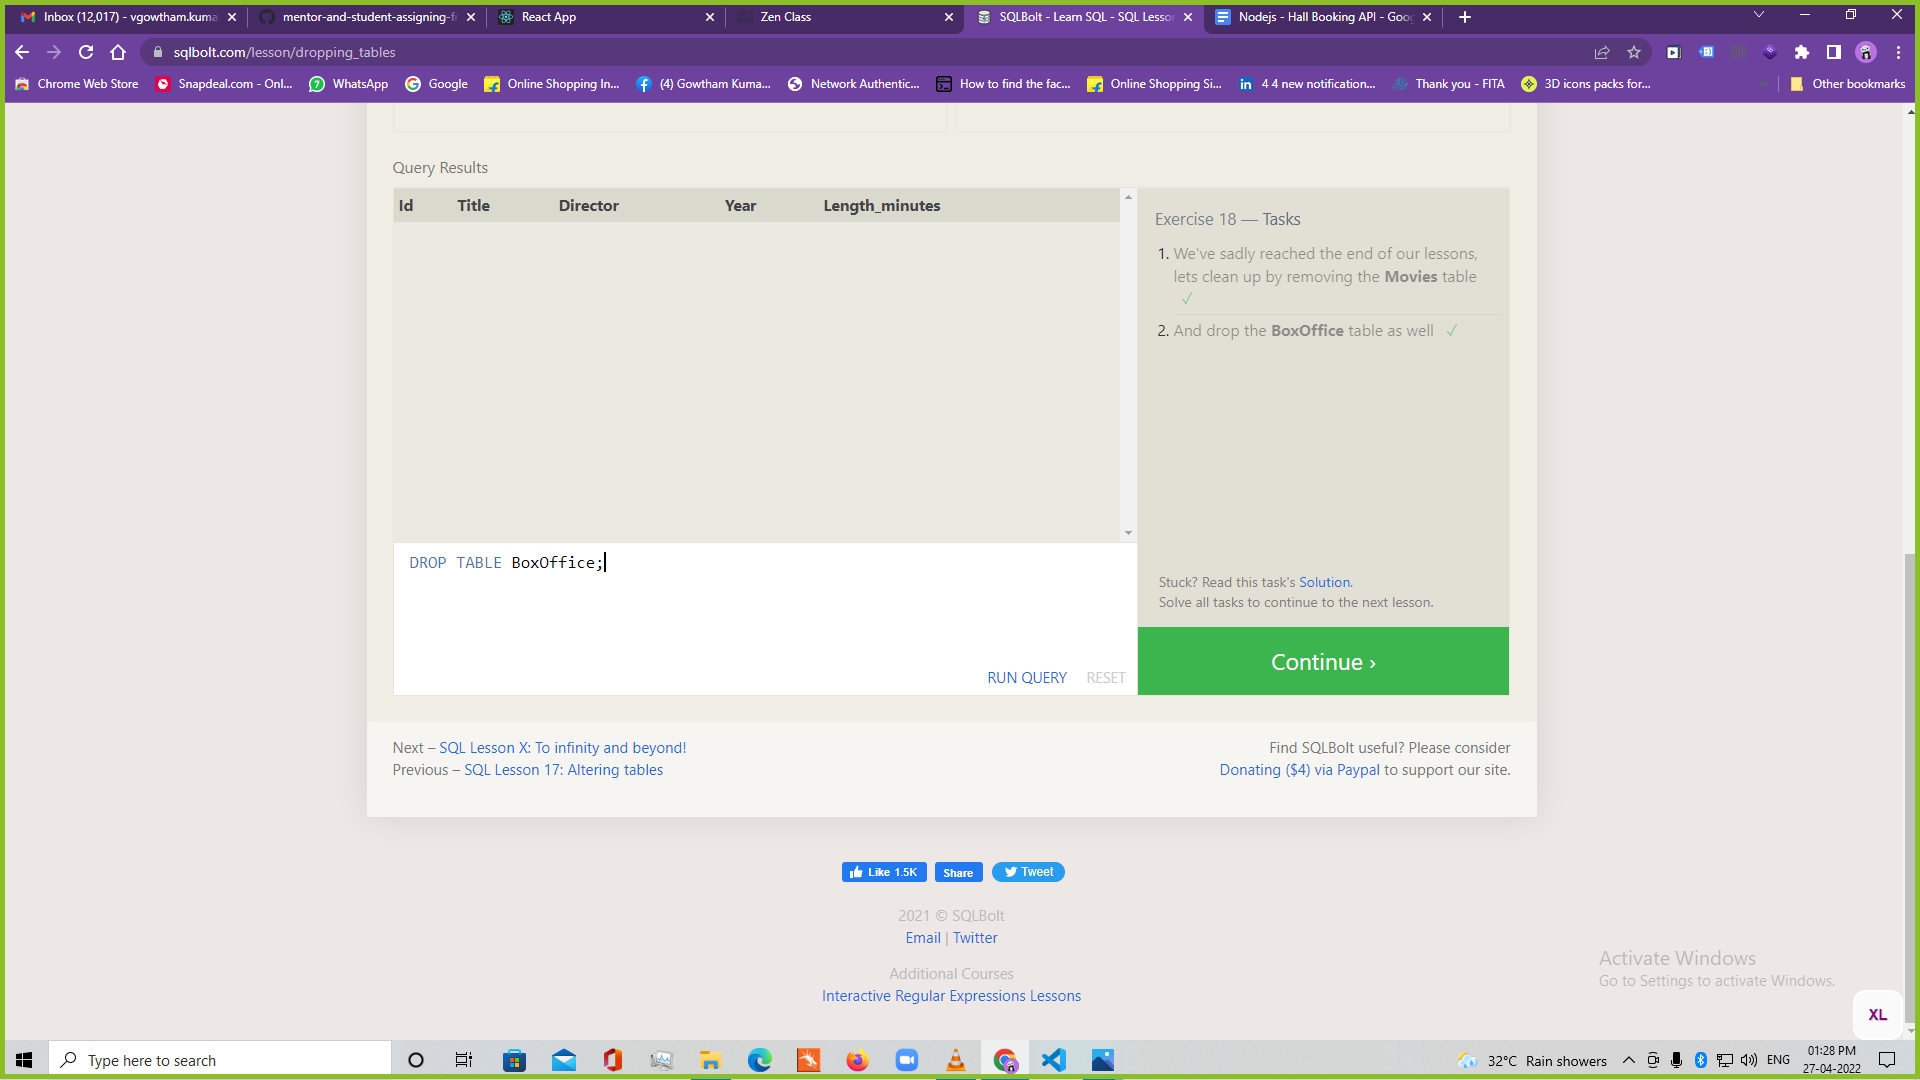 Inbox (12,017) - vgowtham.kuma
mentor-and-student-assigning-fr
React App
Zen Class
SQLBolt - Learn SQL - SQL Lesso
Nodejs - Hall Booking API - Goo
sqlbolt.com/lesson/dropping_tables
Chrome Web Store
Snapdeal.com - Onl...
WhatsApp
Google
Online Shopping In...
(4) Gowtham Kuma...
Network Authentic...
How to find the fac...
Online Shopping Si...
4 4 new notification...
Thank you - FITA
3D icons packs for...
Other bookmarks
Query Results
Id Title Director Year Length_minutes
Exercise 18 — Tasks
1. We've sadly reached the end of our lessons,
lets clean up by removing the Movies table
✓
2. And drop the BoxOffice table as well ✓
DROP TABLE BoxOffice;
RUN QUERY RESET
Stuck? Read this task's Solution.
Solve all tasks to continue to the next lesson.
Continue ›
Next – SQL Lesson X: To infinity and beyond!
Previous – SQL Lesson 17: Altering tables
Find SQLBolt useful? Please consider
Donating ($4) via Paypal to support our site.
Like 1.5K Share Tweet
2021 © SQLBolt
Email | Twitter
Additional Courses
Interactive Regular Expressions Lessons
Activate Windows
Go to Settings to activate Windows.
XL
Type here to search
32°C Rain showers
ENG
01:28 PM
27-04-2022